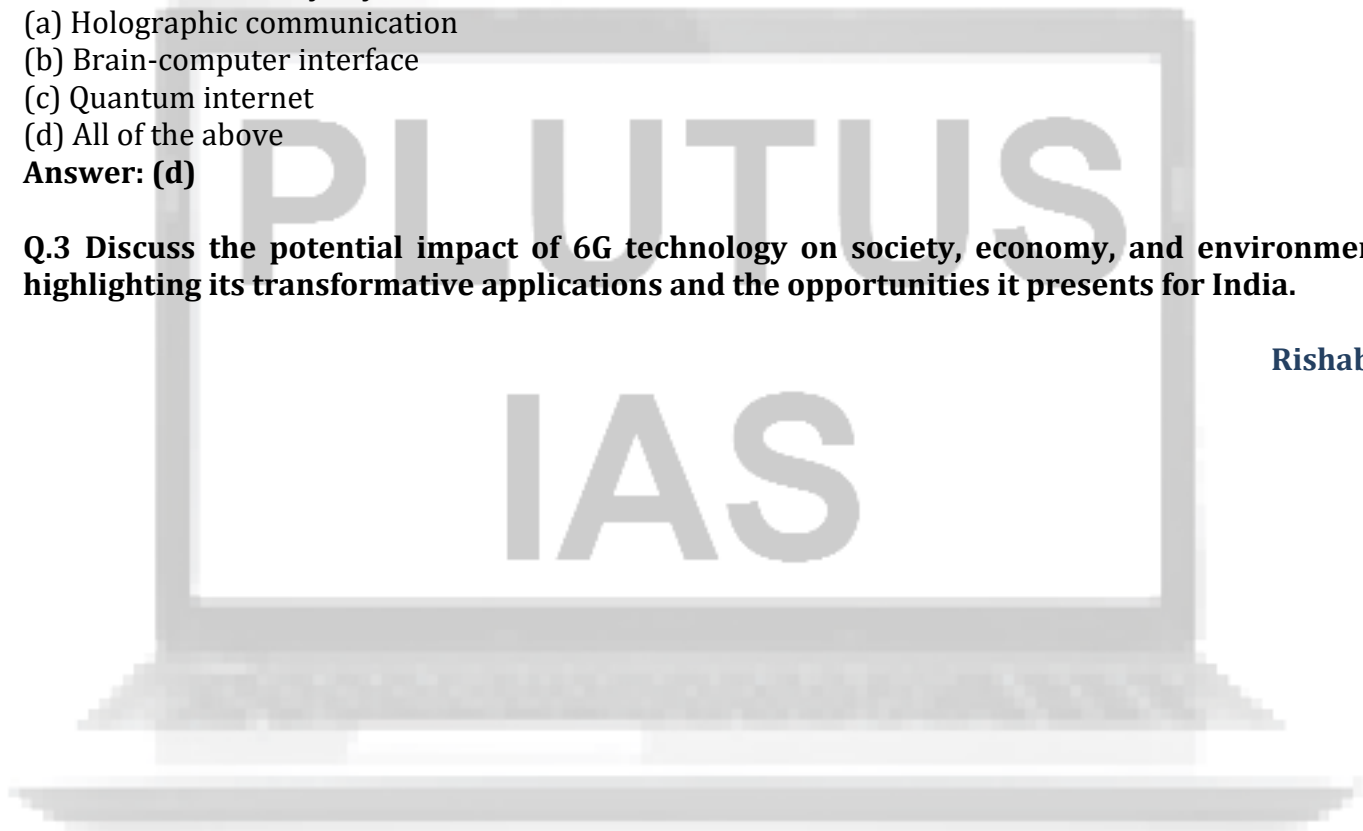 (a) Holographic communication
(b) Brain-computer interface
(c) Quantum internet
(d) All of the above
Answer: (d)
Q.3 Discuss the potential impact of 6G technology on society, economy, and environmen
highlighting its transformative applications and the opportunities it presents for India.
Rishab
PLUTUS
IAS